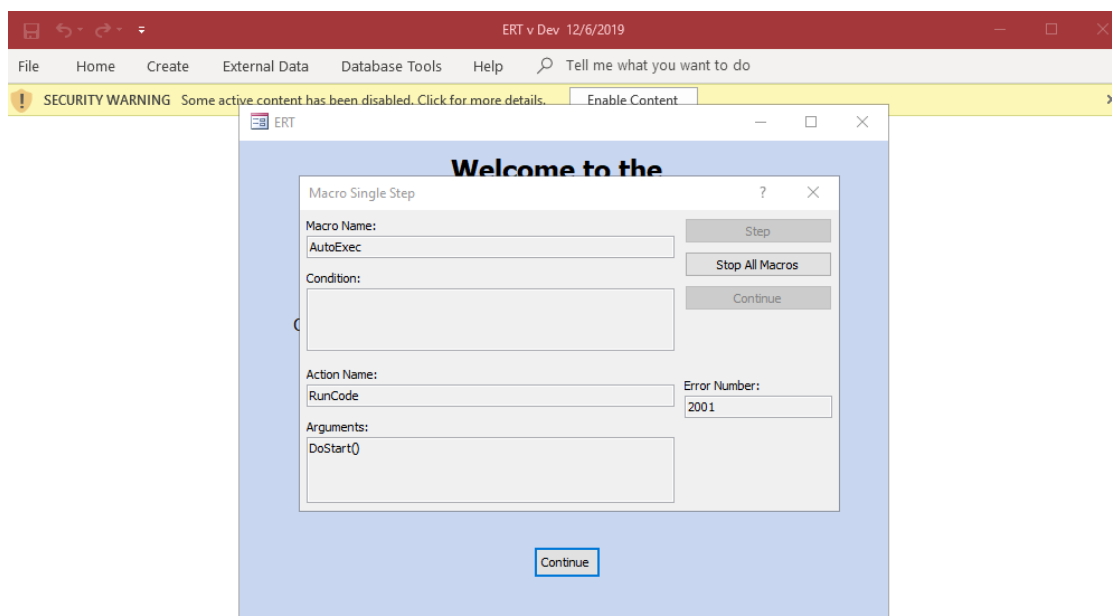 ERT v Dev 12/6/2019
File Home Create External Data Database Tools Help Tell me what you want to do
SECURITY WARNING Some active content has been disabled. Click for more details. Enable Content
ERT
Welcome to the
Macro Single Step
Macro Name:
Step
AutoExec
Stop All Macros
Condition:
Continue
Action Name:
Error Number:
RunCode
2001
Arguments:
DoStart()
Continue